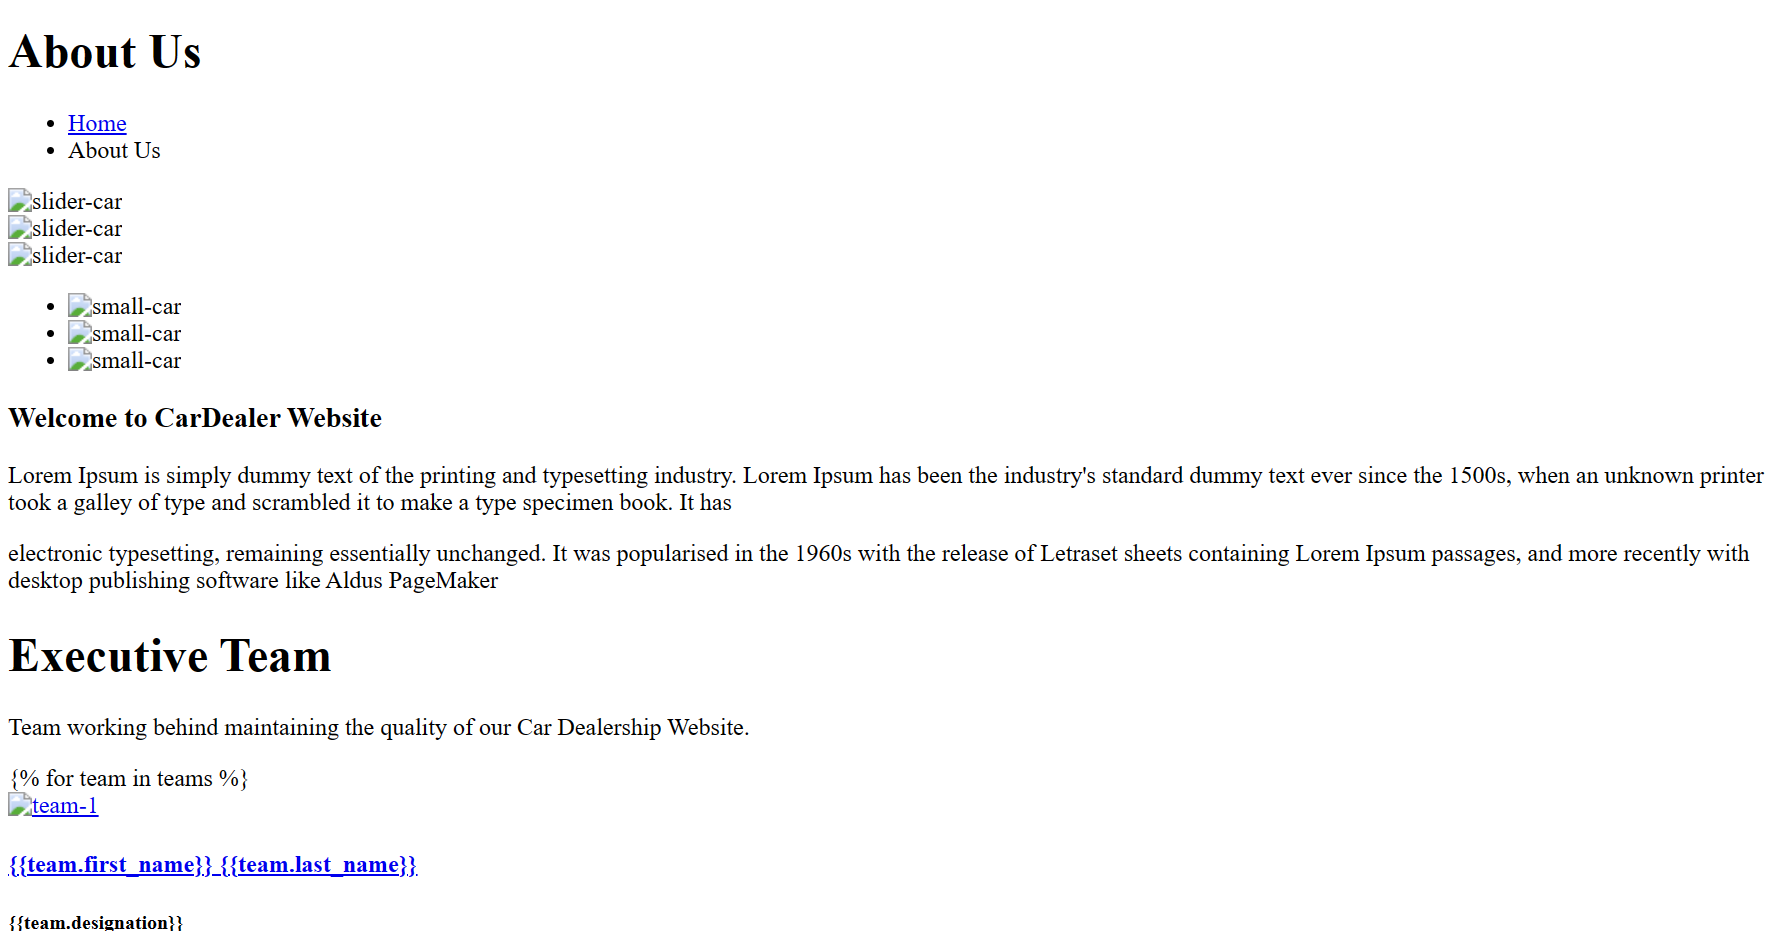 About Us
Home
About Us
slider-car
slider-car
slider-car
small-car
small-car
small-car
Welcome to CarDealer Website
Lorem Ipsum is simply dummy text of the printing and typesetting industry. Lorem Ipsum has been the industry's standard dummy text ever since the 1500s, when an unknown printer
took a galley of type and scrambled it to make a type specimen book. It has
electronic typesetting, remaining essentially unchanged. It was popularised in the 1960s with the release of Letraset sheets containing Lorem Ipsum passages, and more recently with
desktop publishing software like Aldus PageMaker
Executive Team
Team working behind maintaining the quality of our Car Dealership Website.
{% for team in teams %}
team-1
{{team.first_name}} {{team.last_name}}
{{team.designation}}